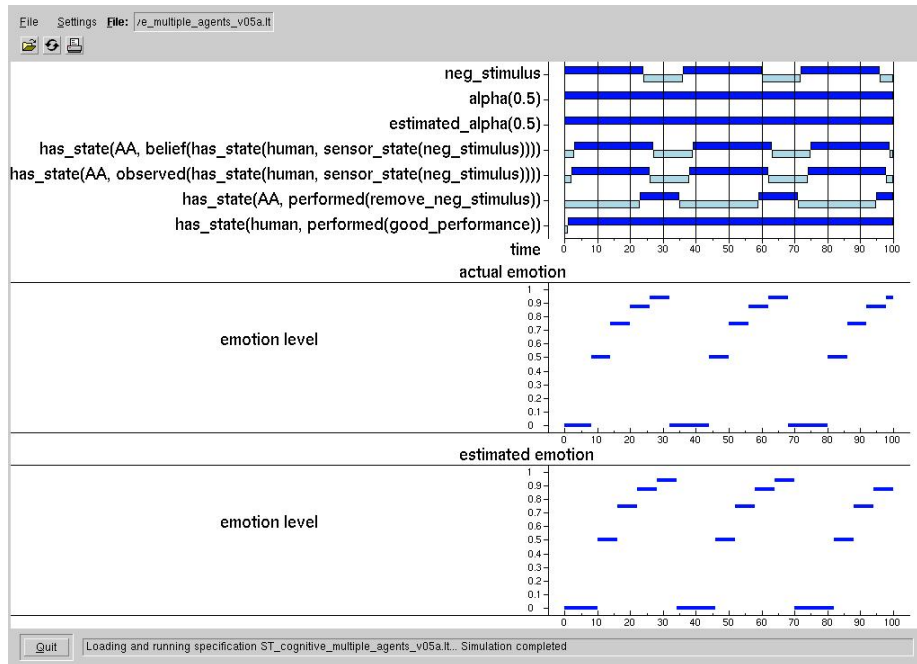 File Settings File: /e_multiple_agents_v05a.lt
neg_stimulus
alpha(0.5)
estimated_alpha(0.5)
has_state(AA, belief(has_state(human, sensor_state(neg_stimulus))))
has_state(AA, observed(has_state(human, sensor_state(neg_stimulus))))
has_state(AA, performed(remove_neg_stimulus))
has_state(human, performed(good_performance))
time 0 10 20 30 40 50 60 70 80 90 100
actual emotion
1
0.9
0.8
0.7
0.6
emotion level 0.5
0.4
0.3
0.2
0.1
0
0 10 20 30 40 50 60 70 80 90 100
estimated emotion
1
0.9
0.8
0.7
0.6
emotion level 0.5
0.4
0.3
0.2
0.1
0
0 10 20 30 40 50 60 70 80 90 100
Quit Loading and running specification ST_cognitive_multiple_agents_v05a.lt... Simulation completed